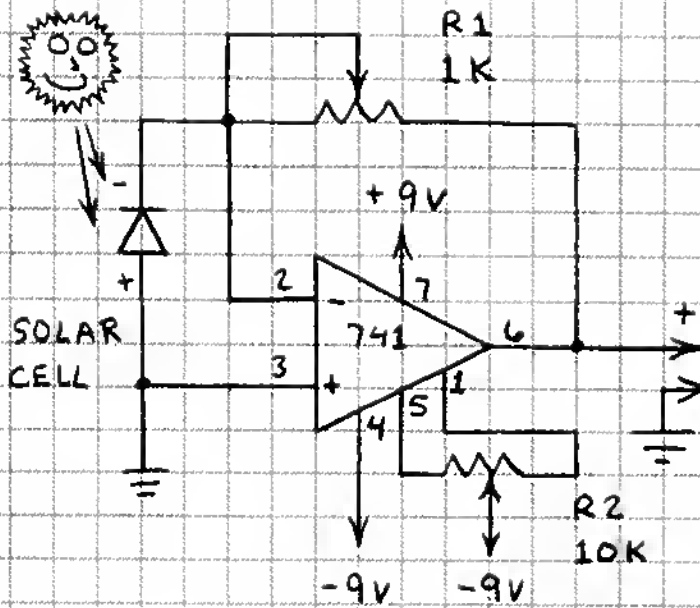 R1
1K
-
+ 9V
+
2
7
-
SOLAR
CELL
741
6
+
3
+
5
1
4
R2
10K
-9V
-9V